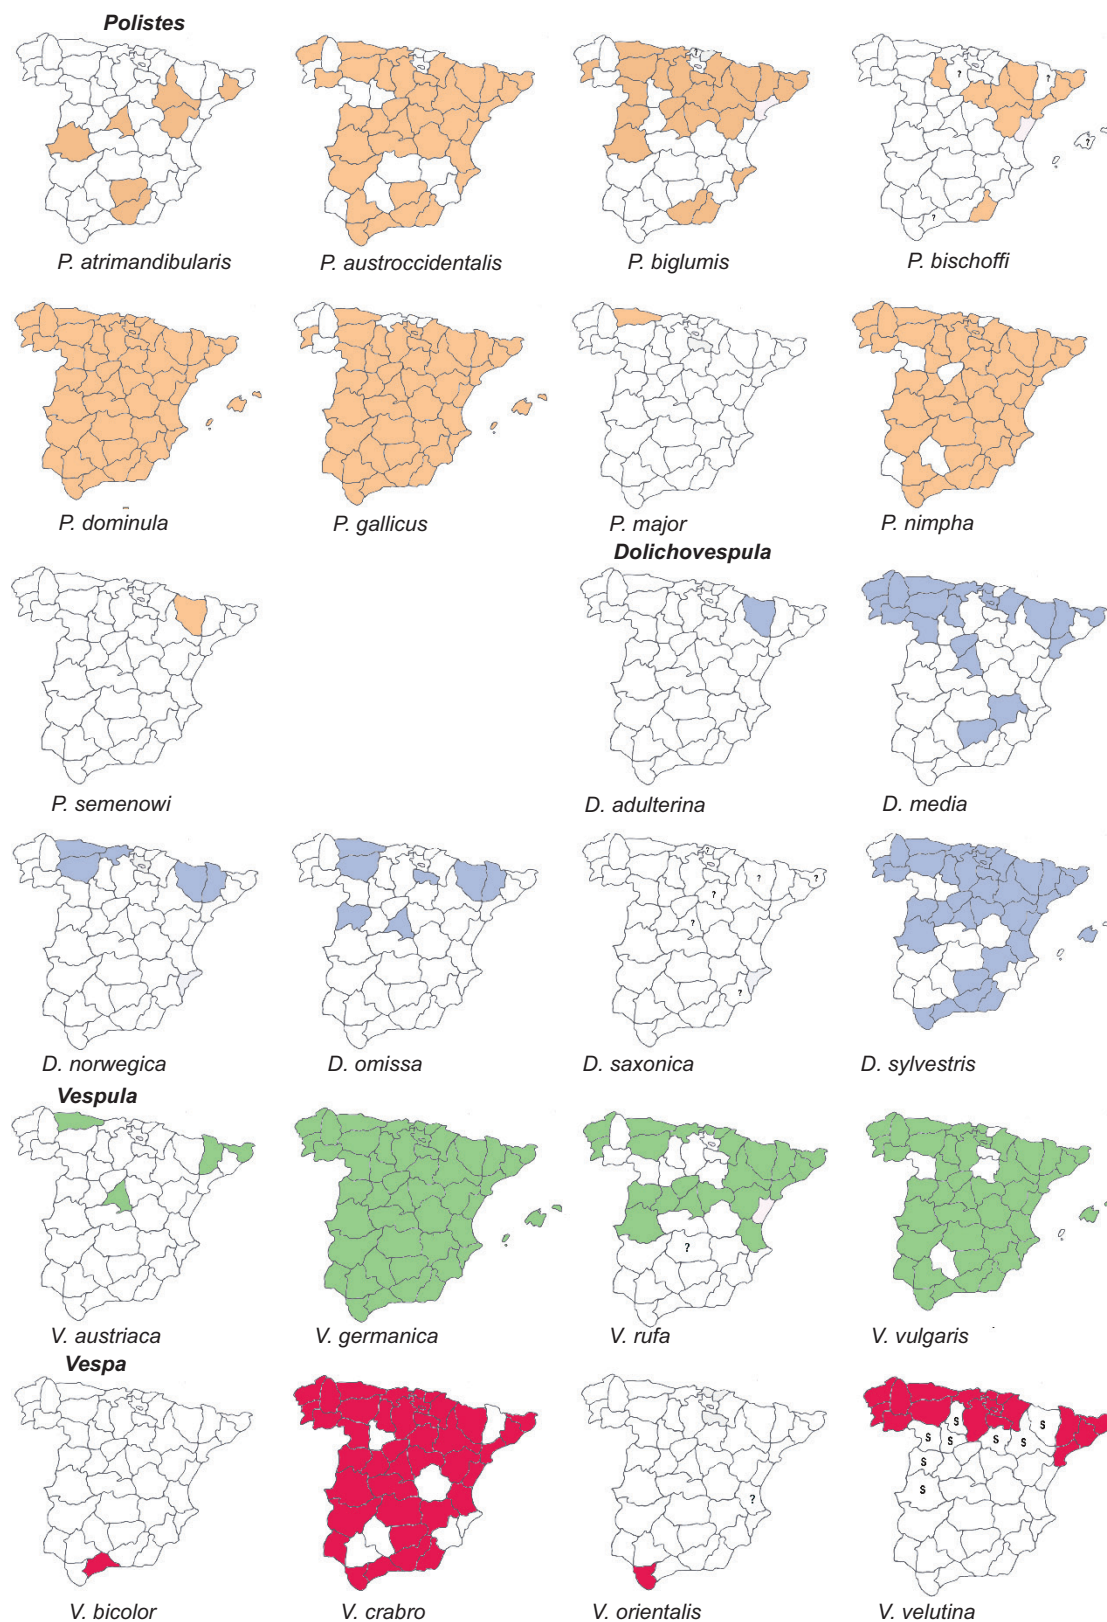 Polistes
? ? ? ? ?
P. atrimandibularis P. austroccidentalis P. biglumis P. bischoffi
P. dominula P. gallicus P. major P. nimpha
Dolichovespula
P. semenowi D. adulterina D. media
? ? ? ? ? ?
D. norwegica D. omissa D. saxonica D. sylvestris
Vespula
?
V. austriaca V. germanica V. rufa V. vulgaris
Vespa
S S S S S S S S
?
V. bicolor V. crabro V. orientalis V. velutina